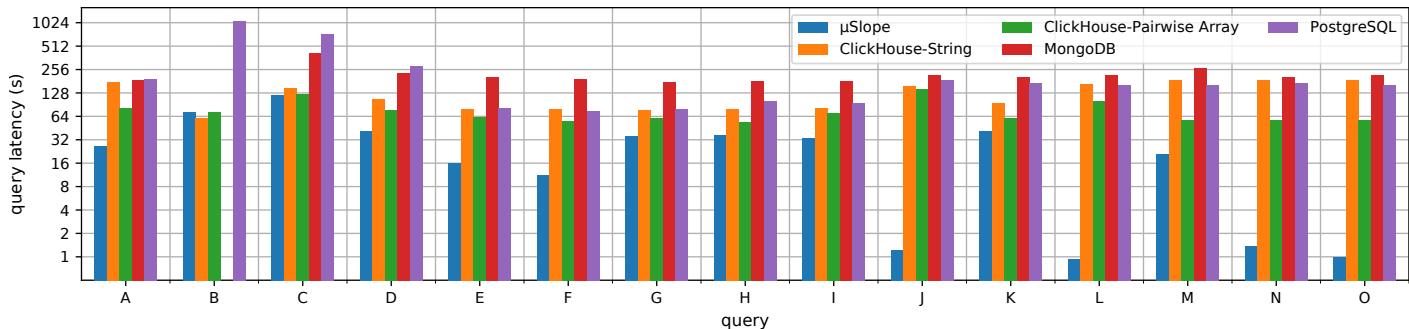 query latency (s)
1024
512
256
128
64
32
16
8
4
2
1
µSlope
ClickHouse-String
ClickHouse-Pairwise Array
MongoDB
PostgreSQL
A B C D E F G H I J K L M N O
query